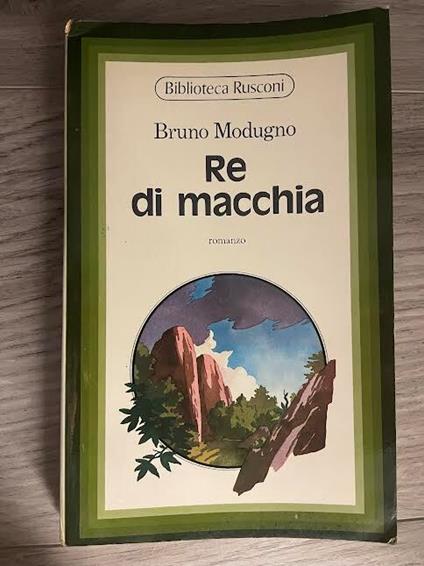 Biblioteca Rusconi
Bruno Modugno
Re
di macchia
romanzo